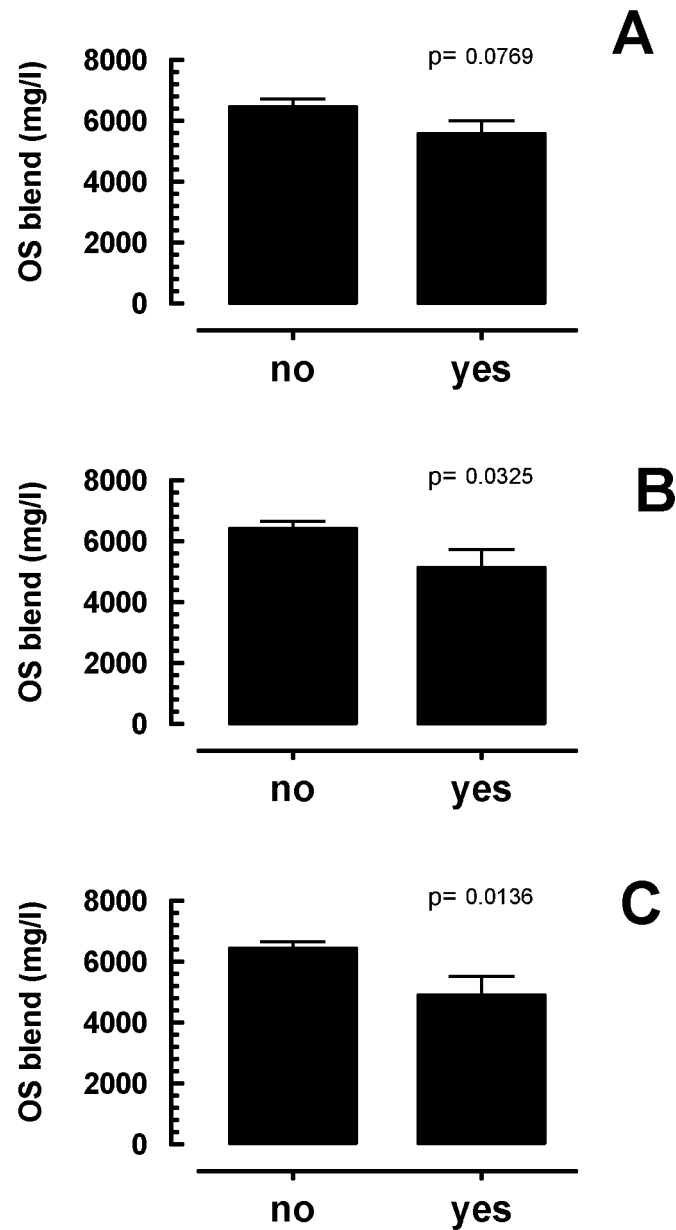 A
p= 0.0769
OS blend (mg/l)
8000
6000
4000
2000
0
no yes
B
p= 0.0325
OS blend (mg/l)
8000
6000
4000
2000
0
no yes
C
p= 0.0136
OS blend (mg/l)
8000
6000
4000
2000
0
no yes